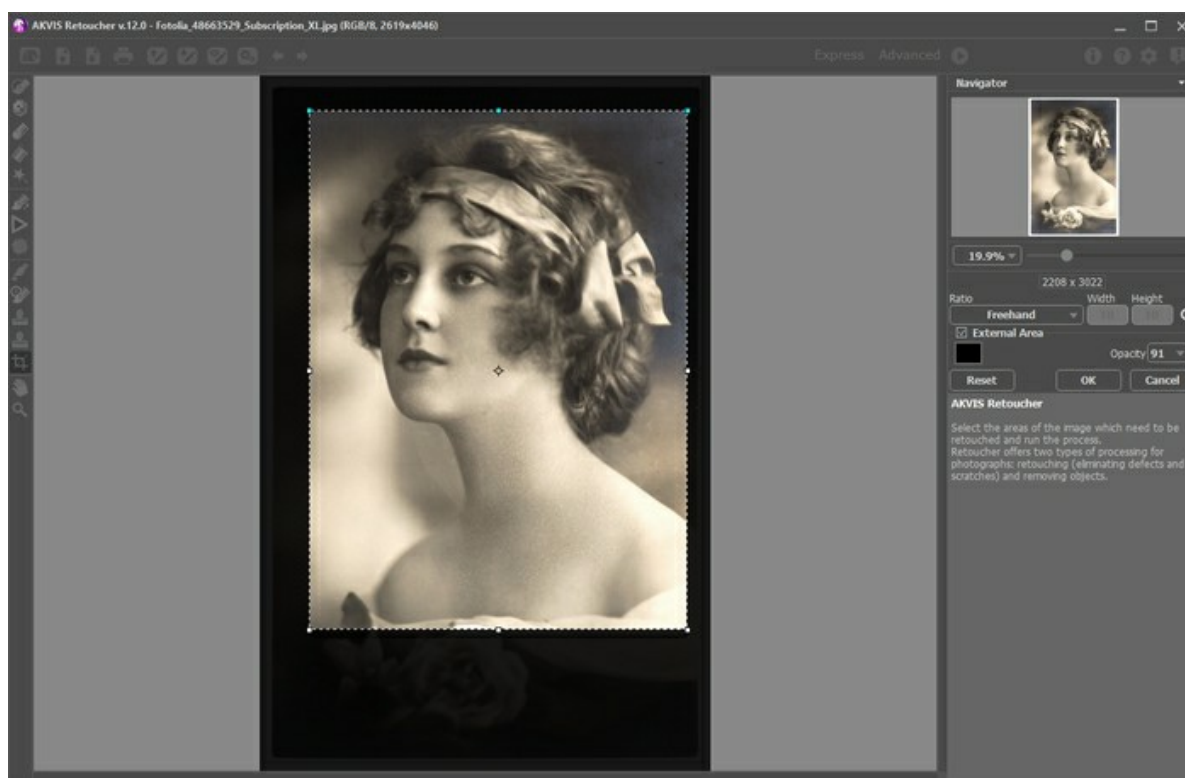 AKVIS Retoucher v.12.0 - Fotolia_48663529_Subscription_XL.jpg (RGB/8, 2619x4046)
Express Advanced
Navigator
19.9%
2208 x 3022
Ratio Width Height
Freehand
External Area
Opacity 91
Reset OK Cancel
AKVIS Retoucher
Select the areas of the image which need to be
retouched and run the process.
Retoucher offers two types of processing for
photographs: retouching (eliminating defects and
scratches) and removing objects.